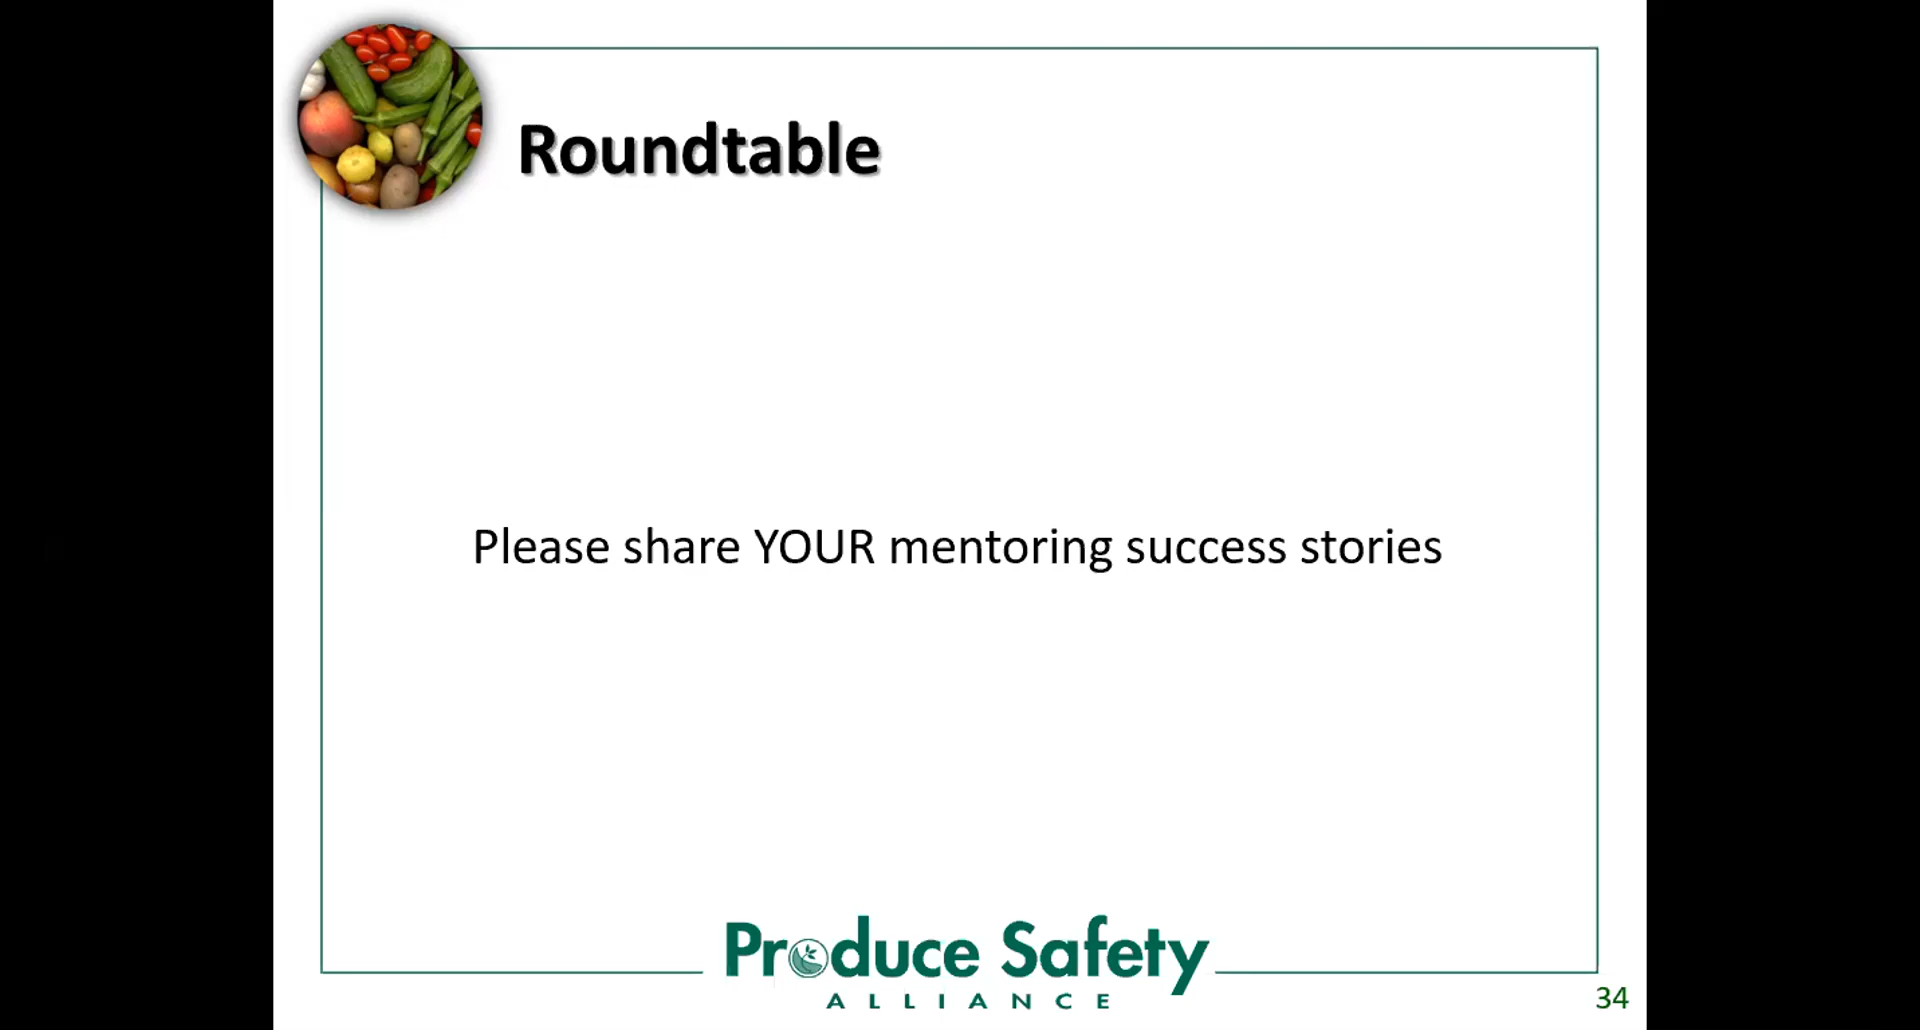 Roundtable
Please share YOUR mentoring success stories
Produce Safety
ALLIANCE
34